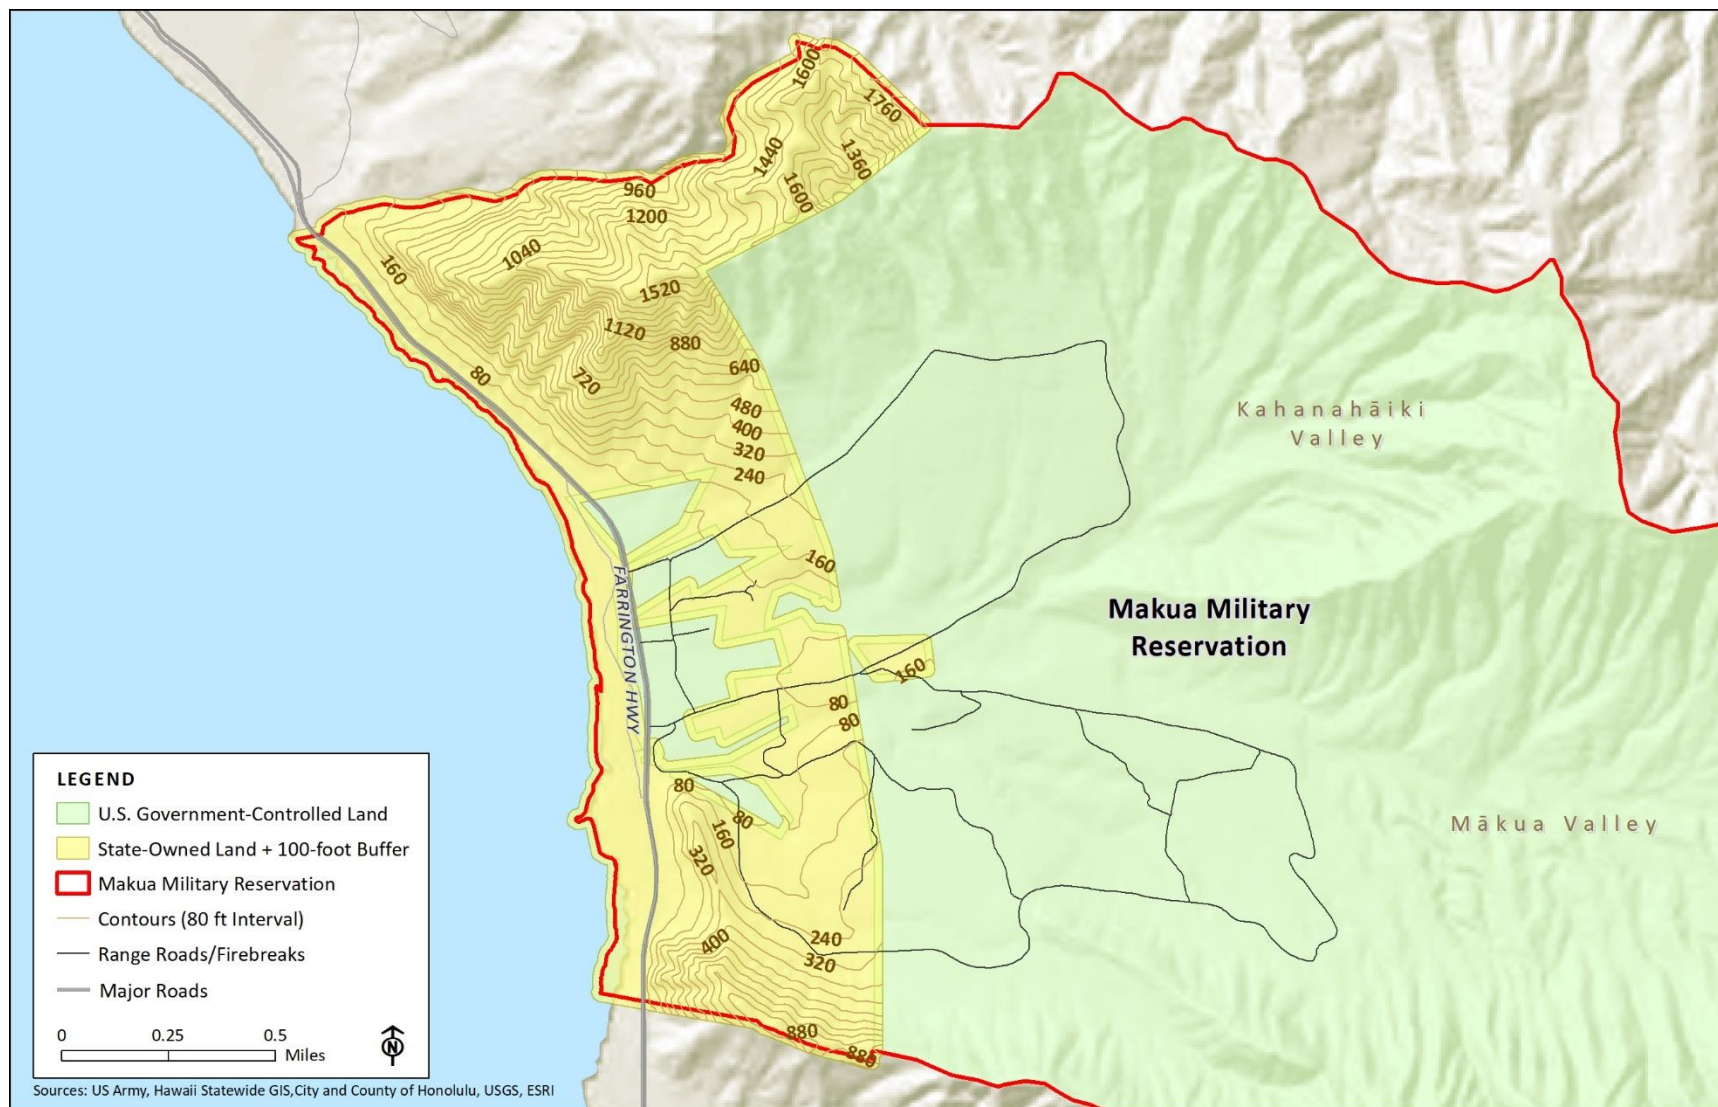 1600
1760
1440
1360
1600
960
1200
1040
160
1520
1120
880
640
80
720
480
400
320
240
Kahanahāiki
Valley
160
FARRINGTON HWY
Makua Military
Reservation
160
80
80
80
80
160
320
Mākua Valley
400
240
320
880
880
LEGEND
U.S. Government-Controlled Land
State-Owned Land + 100-foot Buffer
Makua Military Reservation
Contours (80 ft Interval)
Range Roads/Firebreaks
Major Roads
0 0.25 0.5
Miles
N
Sources: US Army, Hawaii Statewide GIS,City and County of Honolulu, USGS, ESRI